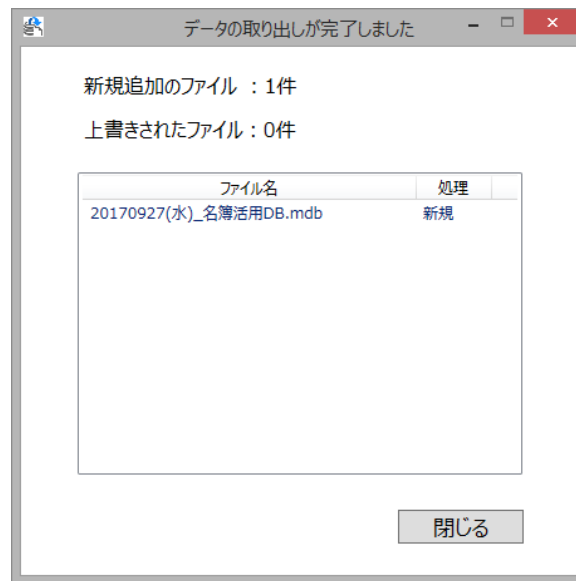 データの取り出しが完了しました
新規追加のファイル ：1件
上書きされたファイル：0件
ファイル名 処理
20170927(水)_名簿活用DB.mdb 新規
閉じる